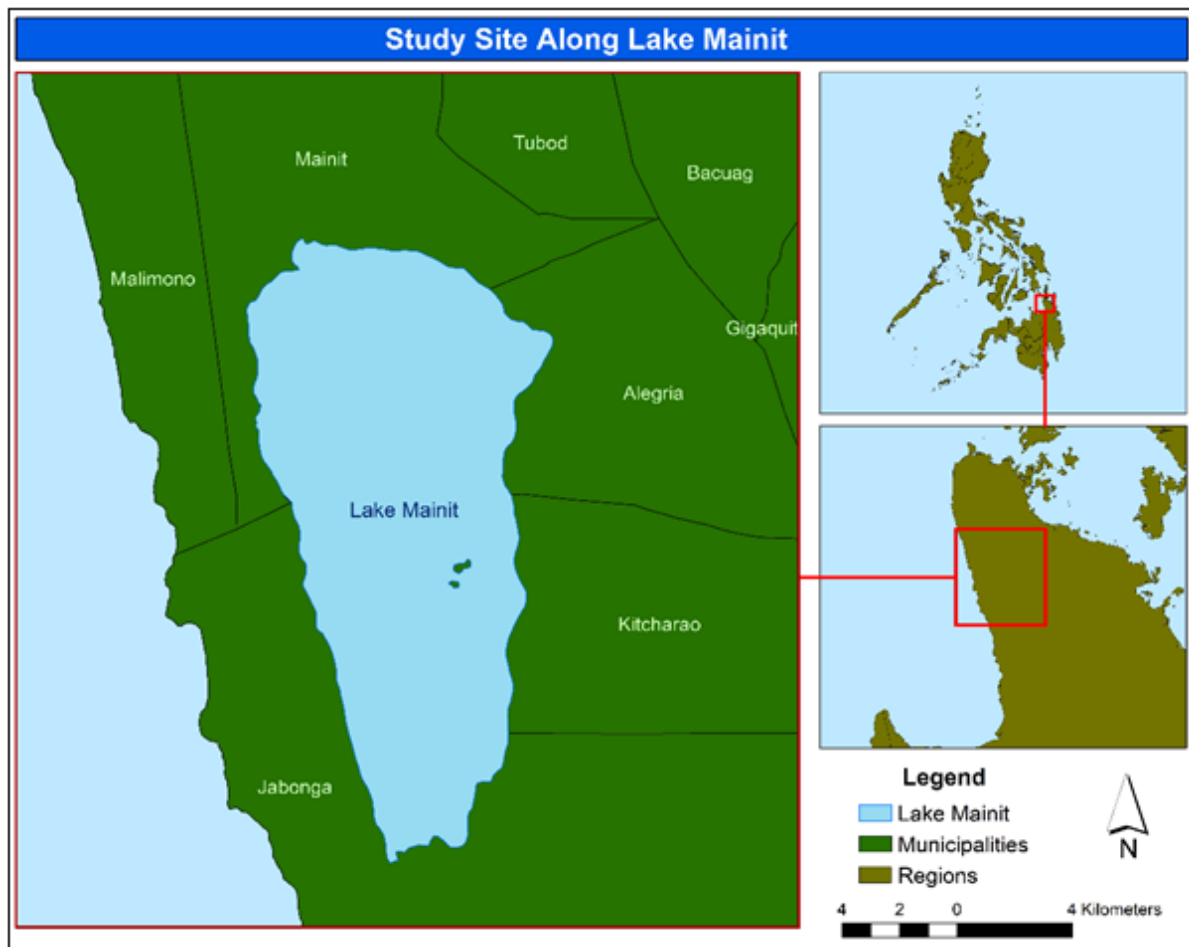 Study Site Along Lake Mainit
Tubod
Mainit
Bacuag
Malimono
Gigaquit
Alegria
Lake Mainit
Kitcharao
Jabonga
Legend
Lake Mainit
Municipalities
Regions
N
4 2 0 4 Kilometers